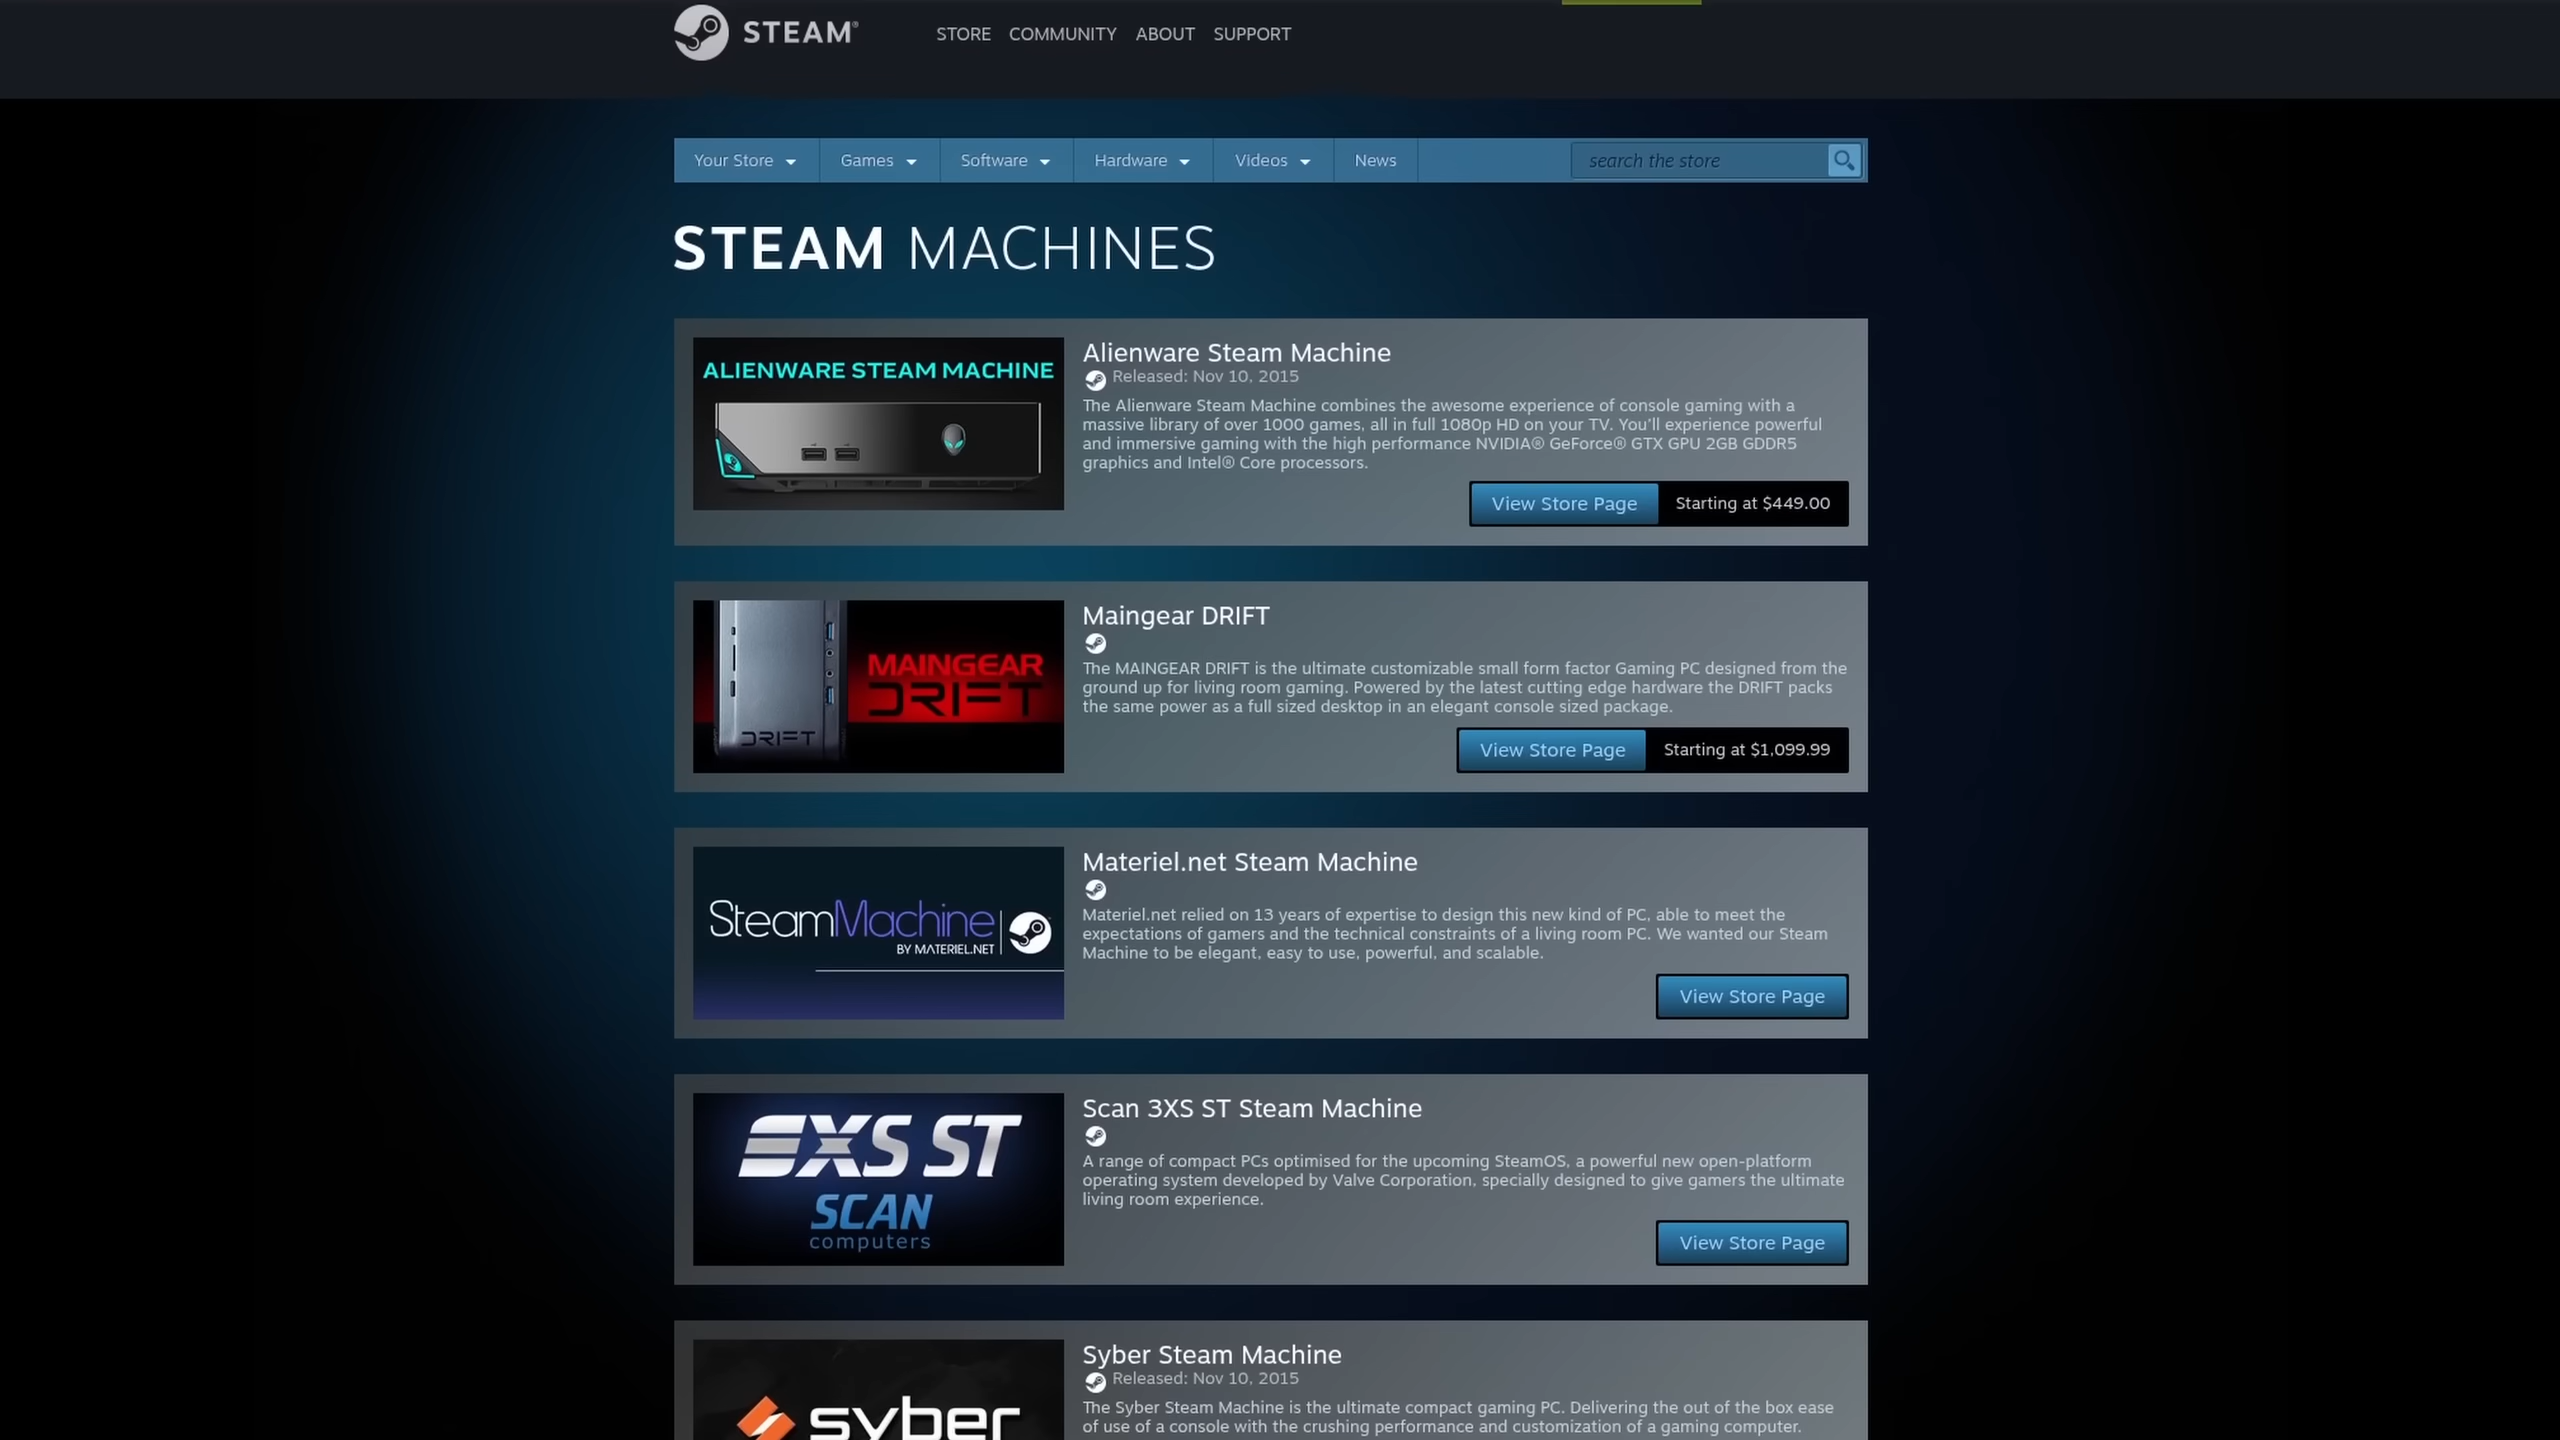 STEAM®
STORE COMMUNITY ABOUT SUPPORT
Your Store Games Software Hardware Videos News search the store
STEAM MACHINES
ALIENWARE STEAM MACHINE
Alienware Steam Machine
Released: Nov 10, 2015
The Alienware Steam Machine combines the awesome experience of console gaming with a
massive library of over 1000 games, all in full 1080p HD on your TV. You'll experience powerful
and immersive gaming with the high performance NVIDIA® GeForce® GTX GPU 2GB GDDR5
graphics and Intel® Core processors.
View Store Page Starting at $449.00
MAINGEAR
DRIFT
DRIFT
Maingear DRIFT
The MAINGEAR DRIFT is the ultimate customizable small form factor Gaming PC designed from the
ground up for living room gaming. Powered by the latest cutting edge hardware the DRIFT packs
the same power as a full sized desktop in an elegant console sized package.
View Store Page Starting at $1,099.99
SteamMachine
BY MATERIEL.NET
Materiel.net Steam Machine
Materiel.net relied on 13 years of expertise to design this new kind of PC, able to meet the
expectations of gamers and the technical constraints of a living room PC. We wanted our Steam
Machine to be elegant, easy to use, powerful, and scalable.
View Store Page
3XS ST
SCAN
computers
Scan 3XS ST Steam Machine
A range of compact PCs optimised for the upcoming SteamOS, a powerful new open-platform
operating system developed by Valve Corporation, specially designed to give gamers the ultimate
living room experience.
View Store Page
syber
Syber Steam Machine
Released: Nov 10, 2015
The Syber Steam Machine is the ultimate compact gaming PC. Delivering the out of the box ease
of use of a console with the crushing performance and customization of a gaming computer.